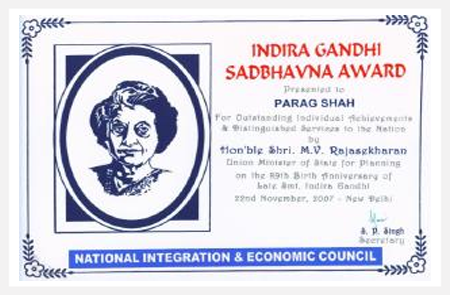 INDIRA GANDHI
SADBHAVNA AWARD
Presented to
PARAG SHAH
For Outstanding Individual Achievements
& Distinguished Services to the Nation
by
Hon'ble Shri. M.V. Rajasekharan
Union Minister of State for Planning
on the 89th Birth Anniversary of
Late Smt. Indira Gandhi
22nd November, 2007 - New Delhi
S. P. Singh
Secretary
NATIONAL INTEGRATION & ECONOMIC COUNCIL